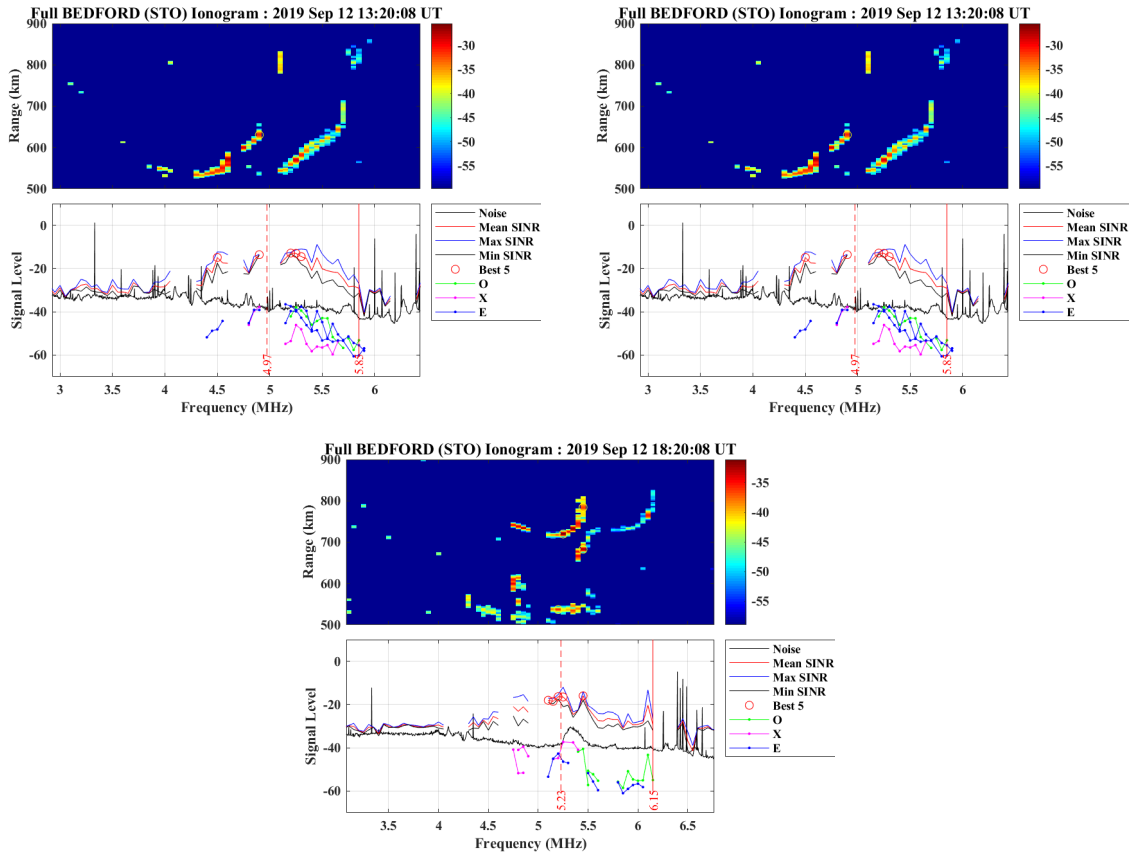 Full BEDFORD (STO) Ionogram : 2019 Sep 12 13:20:08 UT
900
800
700
600
500
Range (km)
-30
-35
-40
-45
-50
-55
0
-20
-40
-60
Signal Level
4.97
5.85
3 3.5 4 4.5 5 5.5 6
Frequency (MHz)
Noise
Mean SINR
Max SINR
Min SINR
Best 5
O
X
E
Full BEDFORD (STO) Ionogram : 2019 Sep 12 13:20:08 UT
900
800
700
600
500
Range (km)
-30
-35
-40
-45
-50
-55
0
-20
-40
-60
Signal Level
4.97
5.85
3 3.5 4 4.5 5 5.5 6
Frequency (MHz)
Noise
Mean SINR
Max SINR
Min SINR
Best 5
O
X
E
Full BEDFORD (STO) Ionogram : 2019 Sep 12 18:20:08 UT
900
800
700
600
500
Range (km)
-35
-40
-45
-50
-55
0
-20
-40
-60
Signal Level
5.23
6.15
3.5 4 4.5 5 5.5 6 6.5
Frequency (MHz)
Noise
Mean SINR
Max SINR
Min SINR
Best 5
O
X
E